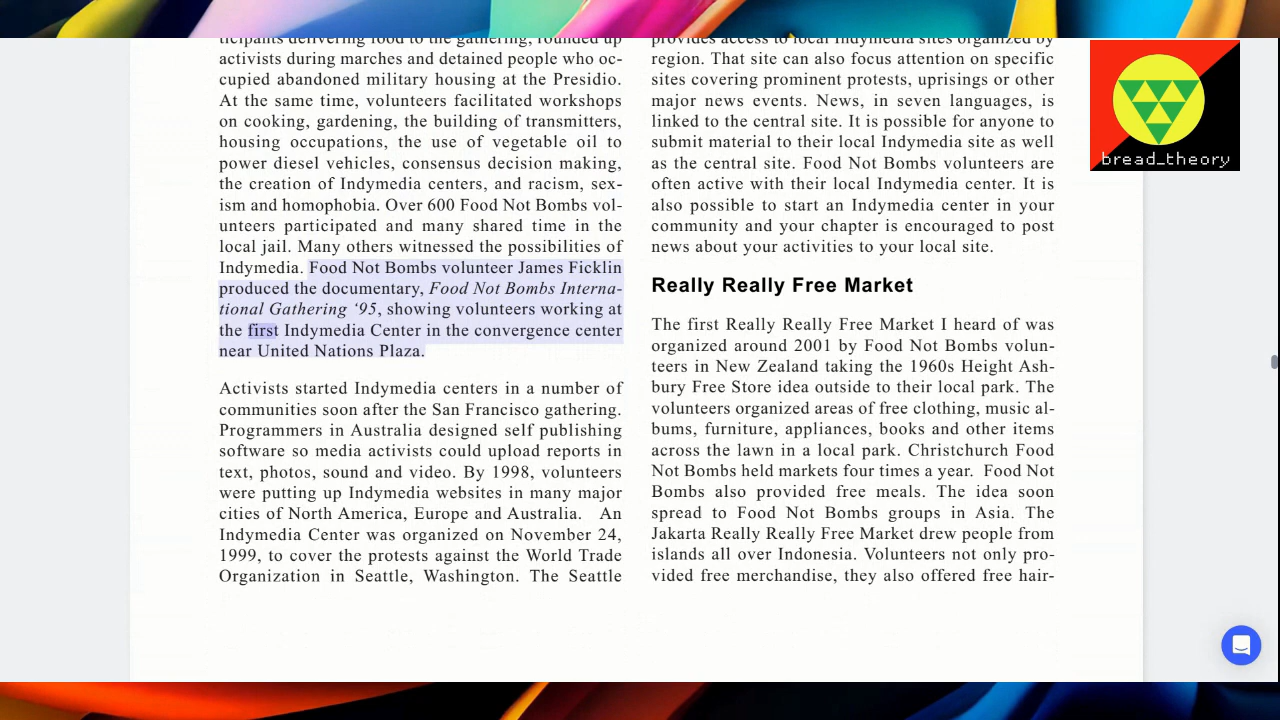 ticipants delivering food to the gathering, rounded up
activists during marches and detained people who oc-
cupied abandoned military housing at the Presidio.
At the same time, volunteers facilitated workshops
on cooking, gardening, the building of transmitters,
housing occupations, the use of vegetable oil to
power diesel vehicles, consensus decision making,
the creation of Indymedia centers, and racism, sex-
ism and homophobia. Over 600 Food Not Bombs vol-
unteers participated and many shared time in the
local jail. Many others witnessed the possibilities of
Indymedia. Food Not Bombs volunteer James Ficklin
produced the documentary, Food Not Bombs Interna-
tional Gathering ‘95, showing volunteers working at
the first Indymedia Center in the convergence center
near United Nations Plaza.
Activists started Indymedia centers in a number of
communities soon after the San Francisco gathering.
Programmers in Australia designed self publishing
software so media activists could upload reports in
text, photos, sound and video. By 1998, volunteers
were putting up Indymedia websites in many major
cities of North America, Europe and Australia. An
Indymedia Center was organized on November 24,
1999, to cover the protests against the World Trade
Organization in Seattle, Washington. The Seattle
provides access to local Indymedia sites organized by
region. That site can also focus attention on specific
sites covering prominent protests, uprisings or other
major news events. News, in seven languages, is
linked to the central site. It is possible for anyone to
submit material to their local Indymedia site as well
as the central site. Food Not Bombs volunteers are
often active with their local Indymedia center. It is
also possible to start an Indymedia center in your
community and your chapter is encouraged to post
news about your activities to your local site.
Really Really Free Market
The first Really Really Free Market I heard of was
organized around 2001 by Food Not Bombs volun-
teers in New Zealand taking the 1960s Height Ash-
bury Free Store idea outside to their local park. The
volunteers organized areas of free clothing, music al-
bums, furniture, appliances, books and other items
across the lawn in a local park. Christchurch Food
Not Bombs held markets four times a year. Food Not
Bombs also provided free meals. The idea soon
spread to Food Not Bombs groups in Asia. The
Jakarta Really Really Free Market drew people from
islands all over Indonesia. Volunteers not only pro-
vided free merchandise, they also offered free hair-
bread_theory